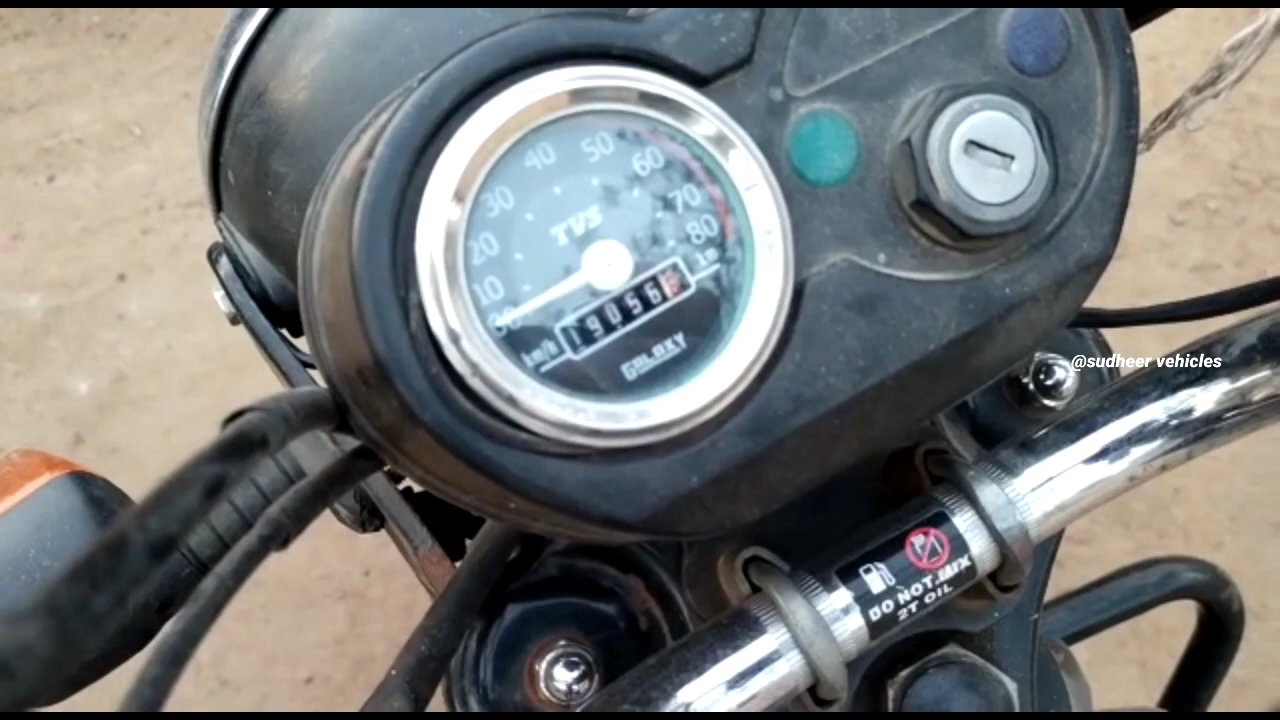 10
20
30
40
50
60
70
80
TVS
km
19056
km/h
GALAXY
@sudheer vehicles
DO NOT MIX
2T OIL